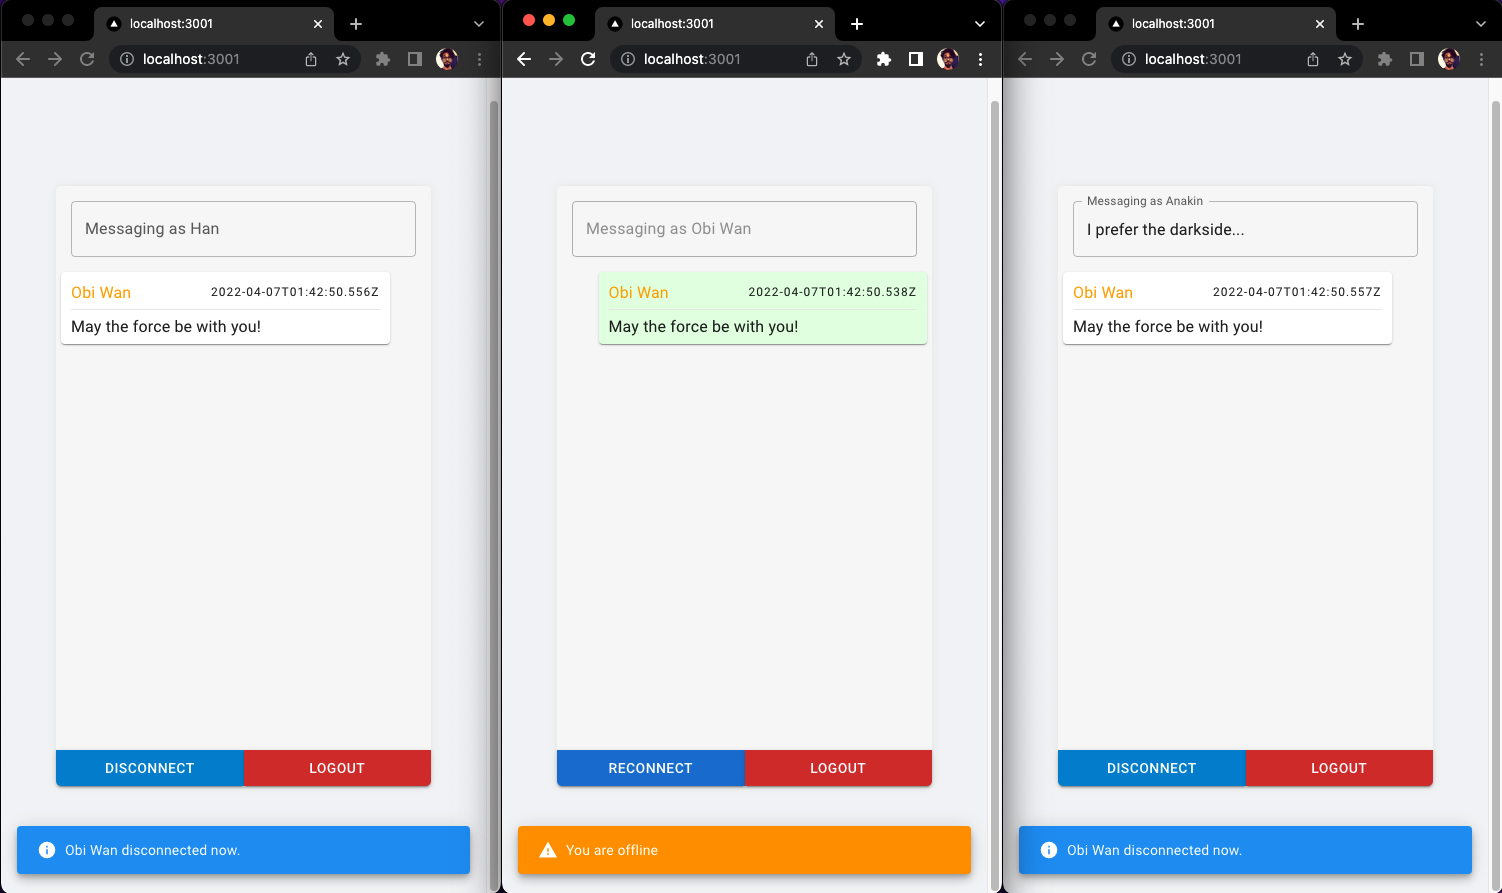 localhost:3001
localhost:3001
Messaging as Han
Obi Wan 2022-04-07T01:42:50.556Z
May the force be with you!
DISCONNECT LOGOUT
Obi Wan disconnected now.
localhost:3001
localhost:3001
Messaging as Obi Wan
Obi Wan 2022-04-07T01:42:50.538Z
May the force be with you!
RECONNECT LOGOUT
You are offline
localhost:3001
localhost:3001
Messaging as Anakin
I prefer the darkside...
Obi Wan 2022-04-07T01:42:50.557Z
May the force be with you!
DISCONNECT LOGOUT
Obi Wan disconnected now.